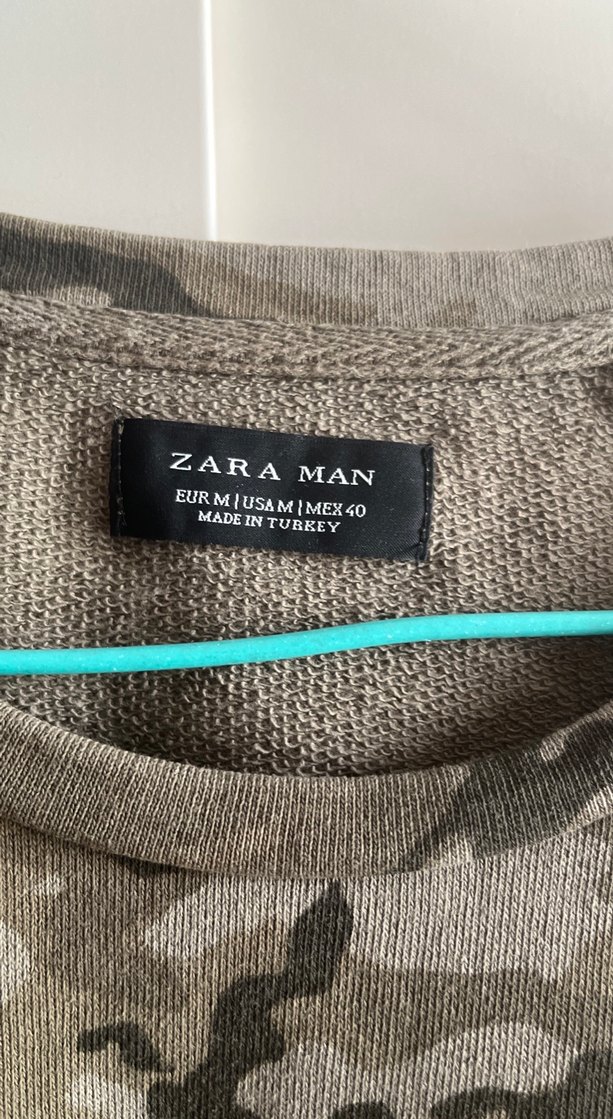 ZARA MAN
EUR M | USA M | MEX 40
MADE IN TURKEY